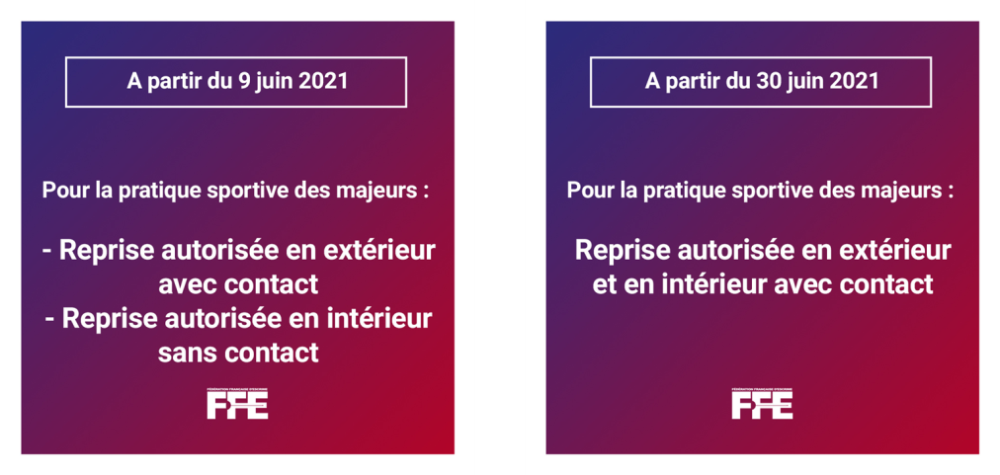 A partir du 9 juin 2021
Pour la pratique sportive des majeurs :
- Reprise autorisée en extérieur
avec contact
- Reprise autorisée en intérieur
sans contact
FÉDÉRATION FRANÇAISE D'ESCRIME
FFE
A partir du 30 juin 2021
Pour la pratique sportive des majeurs :
Reprise autorisée en extérieur
et en intérieur avec contact
FÉDÉRATION FRANÇAISE D'ESCRIME
FFE